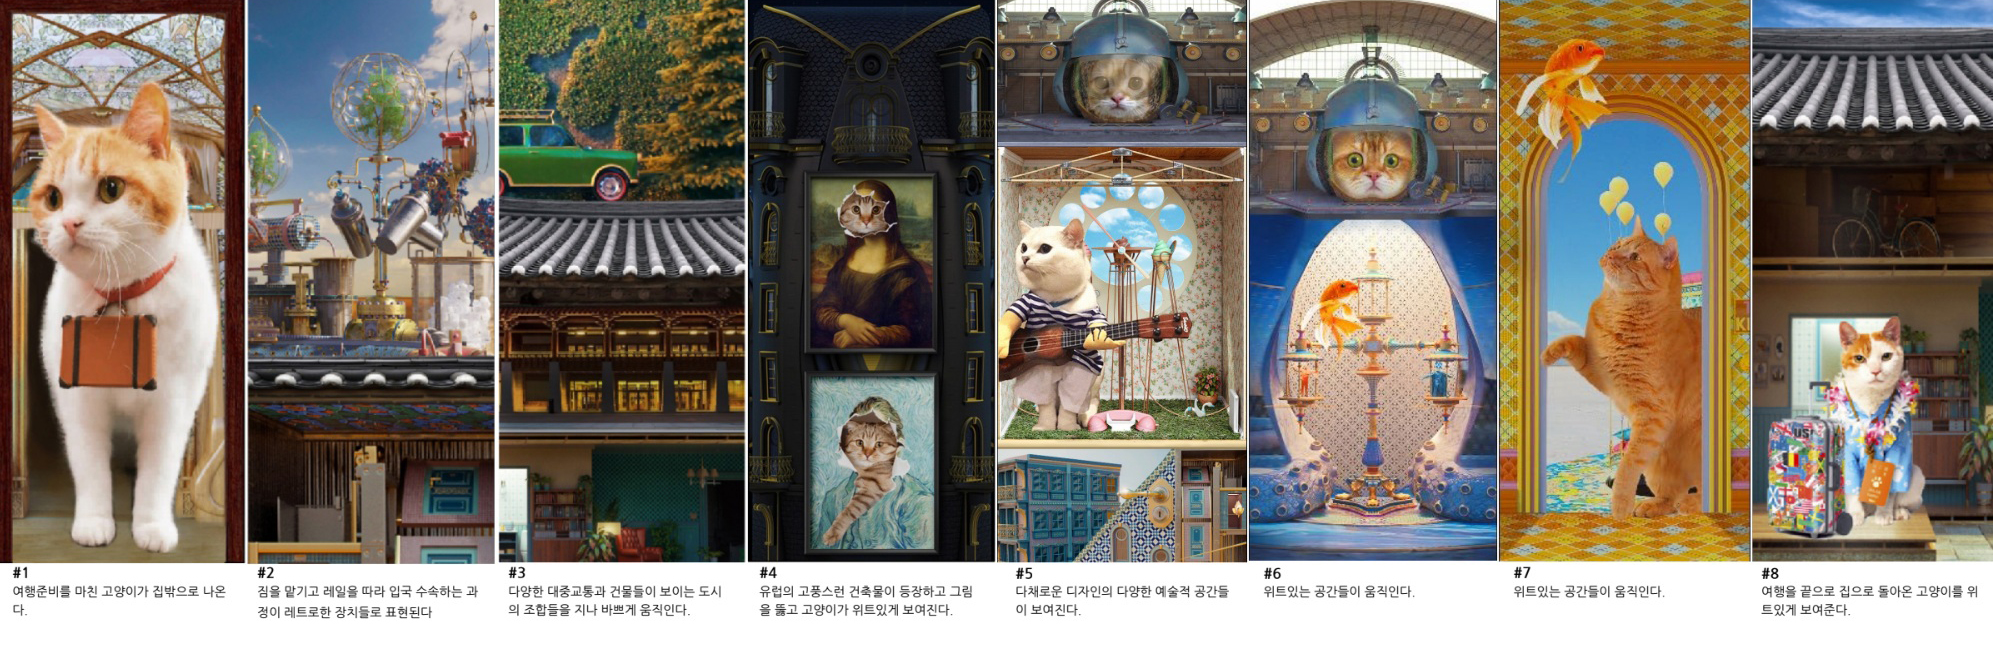 #1
여행준비를 마친 고양이가 집밖으로 나온
다.
#2
짐을 맡기고 레일을 따라 입국 수속하는 과
정이 레트로한 장치들로 표현된다
#3
다양한 대중교통과 건물들이 보이는 도시
의 조합들을 지나 바쁘게 움직인다.
#4
유럽의 고풍스런 건축물이 등장하고 그림
을 뚫고 고양이가 위트있게 보여진다.
#5
다채로운 디자인의 다양한 예술적 공간들
이 보여진다.
#6
위트있는 공간들이 움직인다.
#7
위트있는 공간들이 움직인다.
#8
여행을 끝으로 집으로 돌아온 고양이를 위
트있게 보여준다.